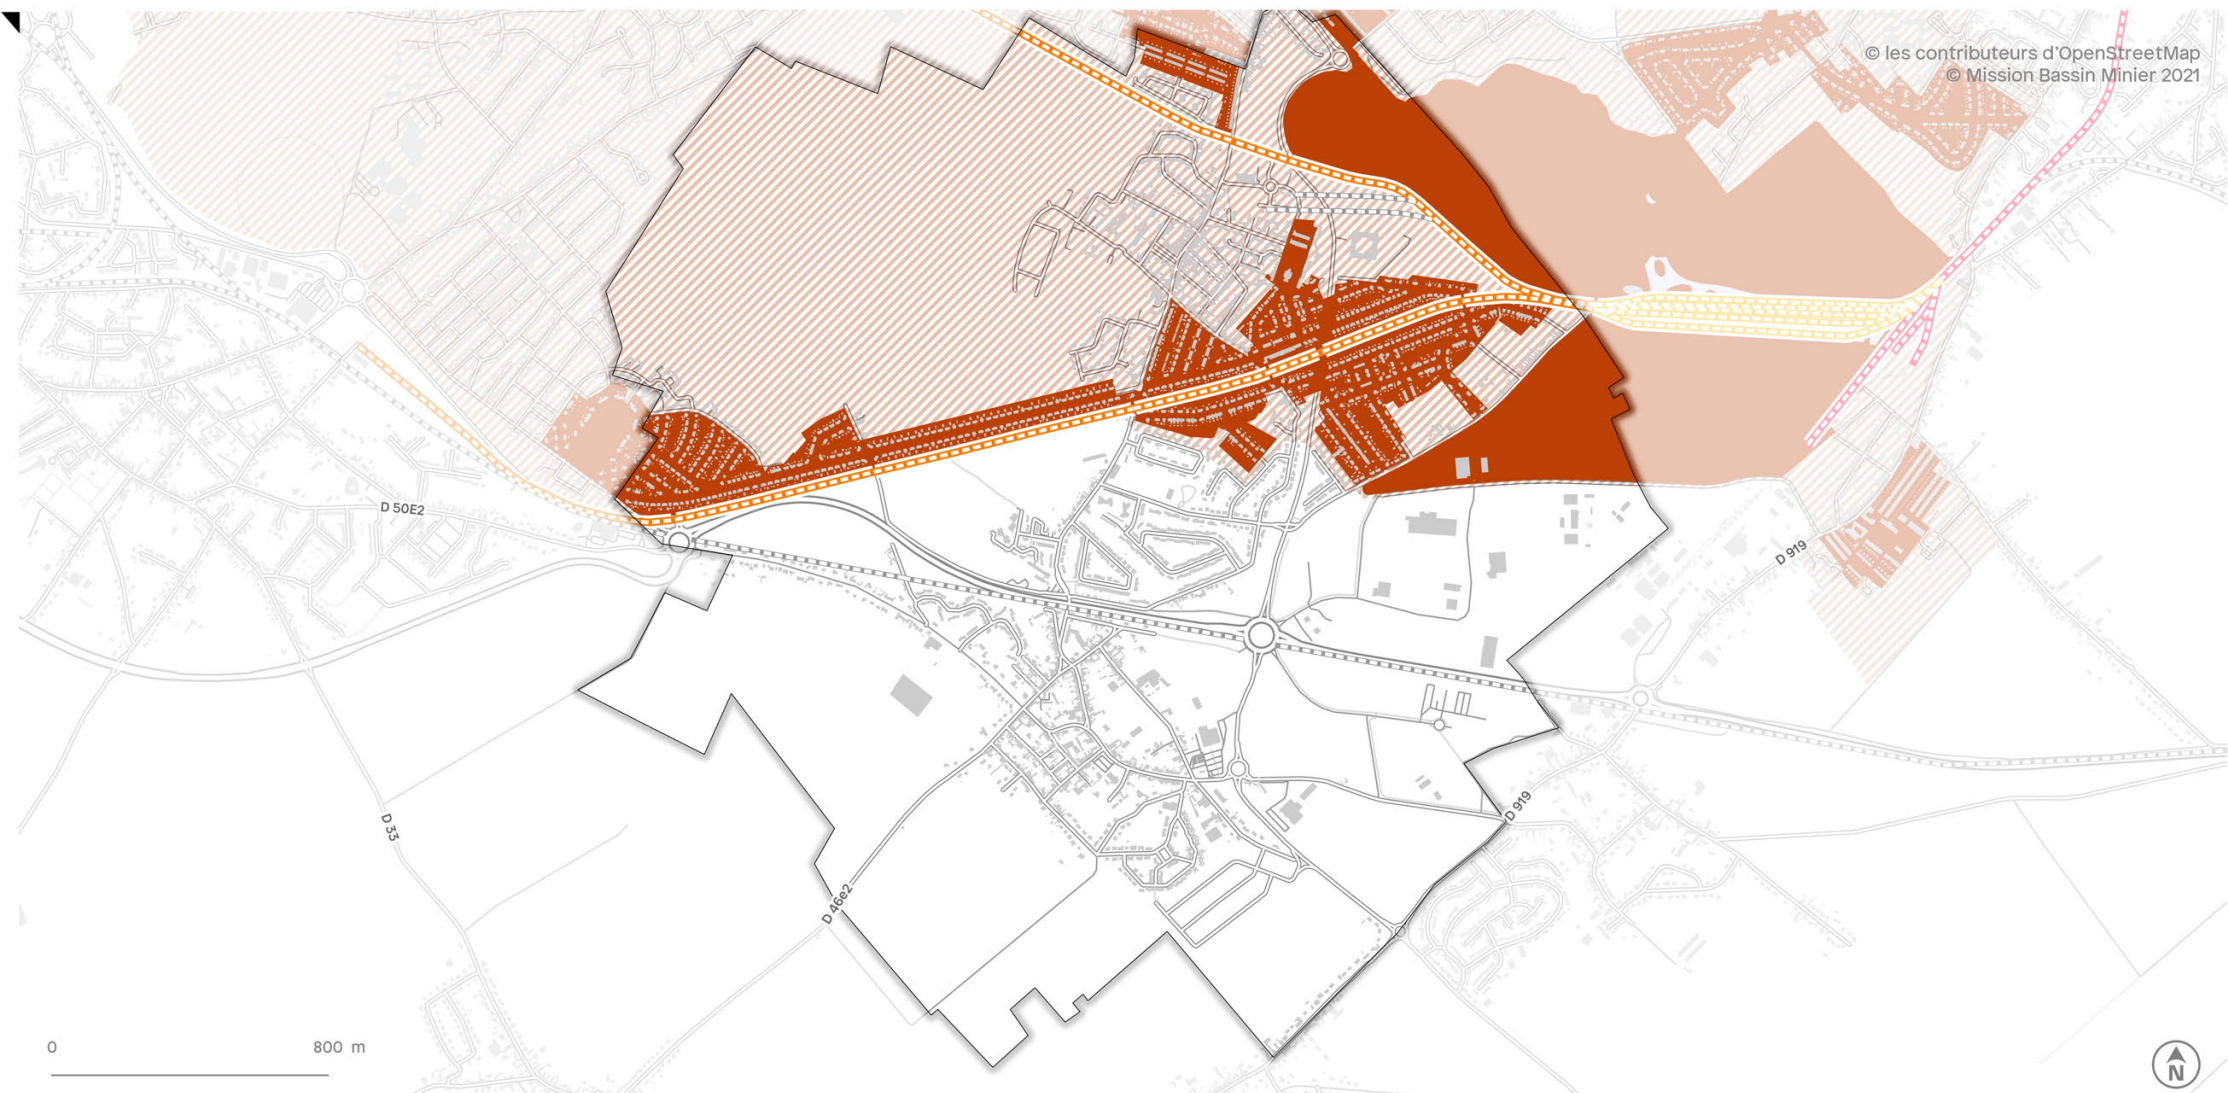 © les contributeurs d'OpenStreetMap
© Mission Bassin Minier 2021
D 50E2
D 919
D 919
D 33
D 46e2
0 800 m
N